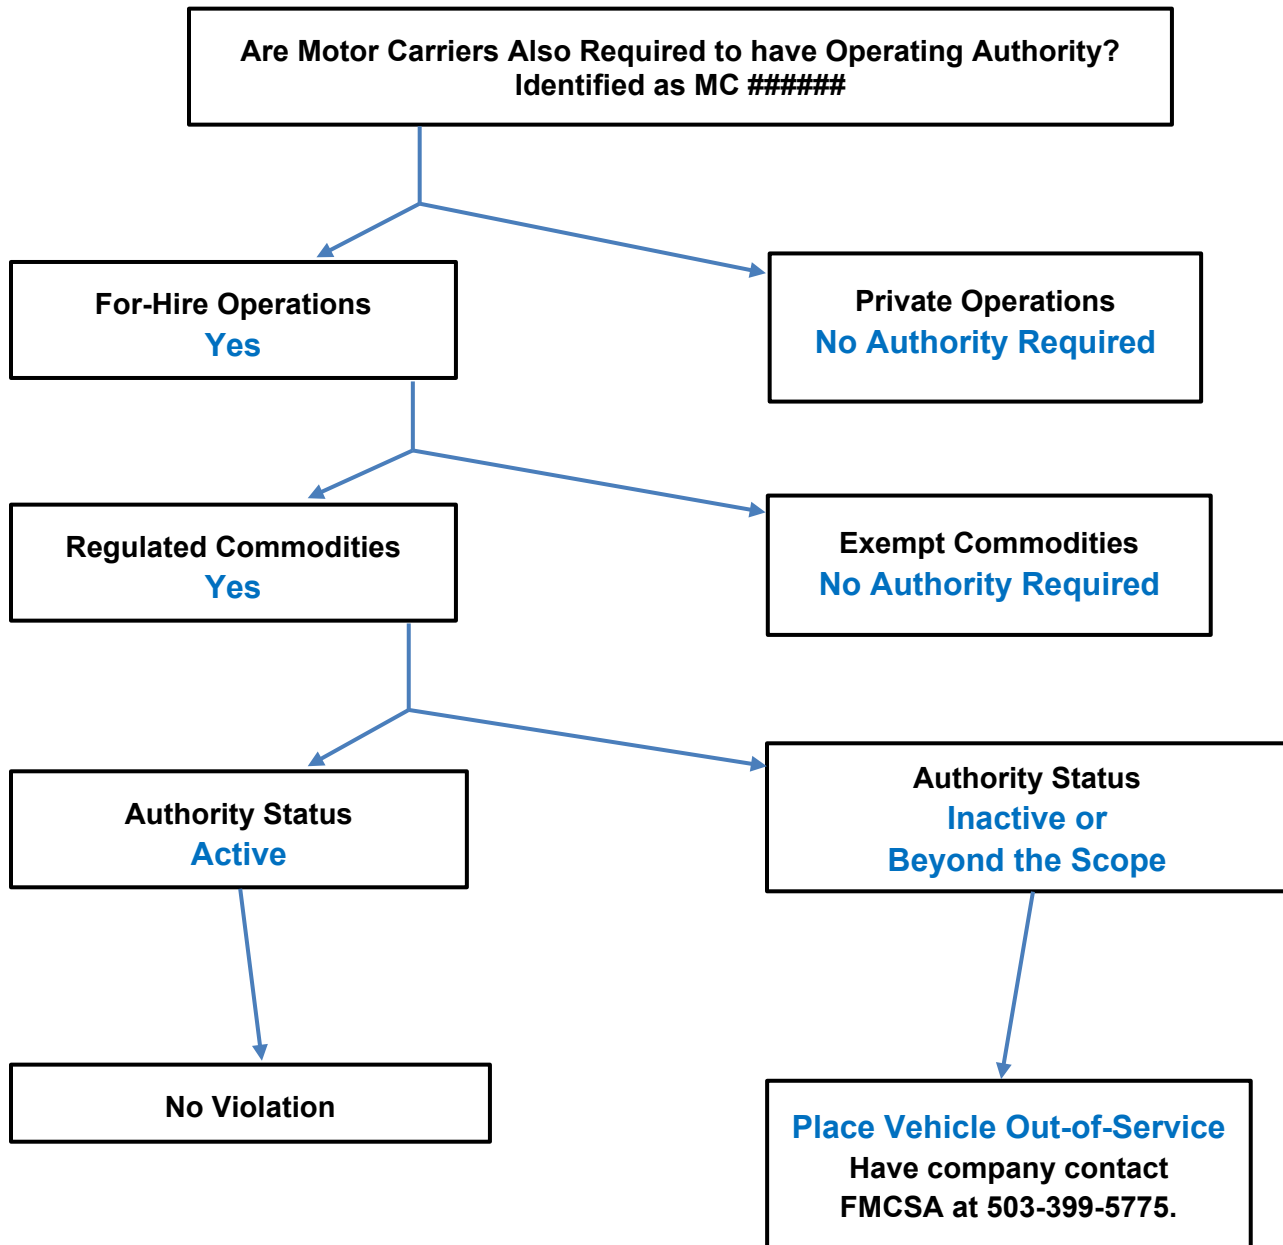 Are Motor Carriers Also Required to have Operating Authority?
Identified as MC ######
For-Hire Operations
Yes
Private Operations
No Authority Required
Regulated Commodities
Yes
Exempt Commodities
No Authority Required
Authority Status
Active
Authority Status
Inactive or
Beyond the Scope
No Violation
Place Vehicle Out-of-Service
Have company contact
FMCSA at 503-399-5775.